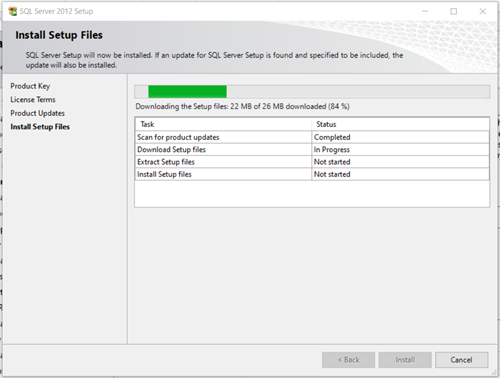 SQL Server 2012 Setup
Install Setup Files
SQL Server Setup will now be installed. If an update for SQL Server Setup is found and specified to be included, the
update will also be installed.
Product Key
License Terms
Product Updates
Install Setup Files
Downloading the Setup files: 22 MB of 26 MB downloaded (84 %)
Task Status
Scan for product updates Completed
Download Setup files In Progress
Extract Setup files Not started
Install Setup files Not started
< Back Install Cancel